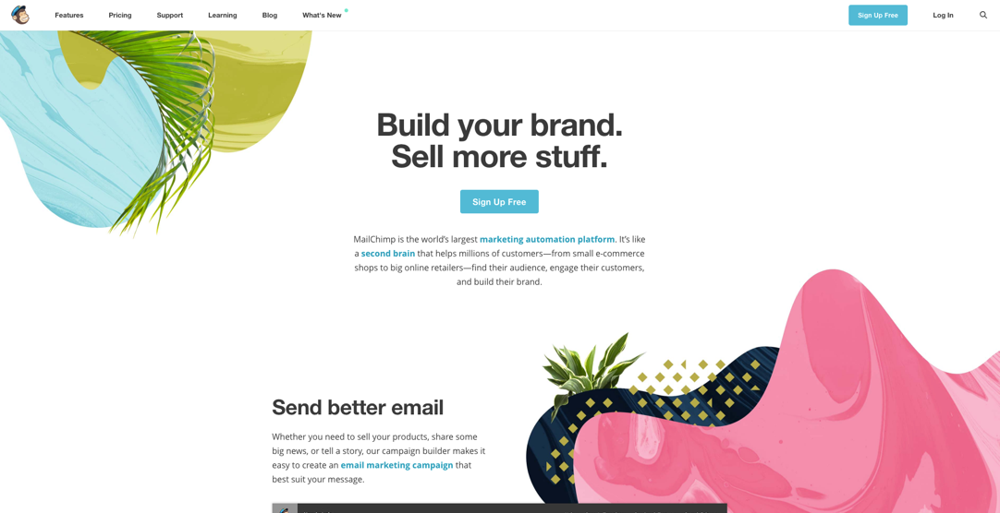 Features Pricing Support Learning Blog What's New Sign Up Free Log In
Build your brand.
Sell more stuff.
Sign Up Free
MailChimp is the world’s largest marketing automation platform. It’s like
a second brain that helps millions of customers—from small e-commerce
shops to big online retailers—find their audience, engage their customers,
and build their brand.
Send better email
Whether you need to sell your products, share some
big news, or tell a story, our campaign builder makes it
easy to create an email marketing campaign that
best suit your message.